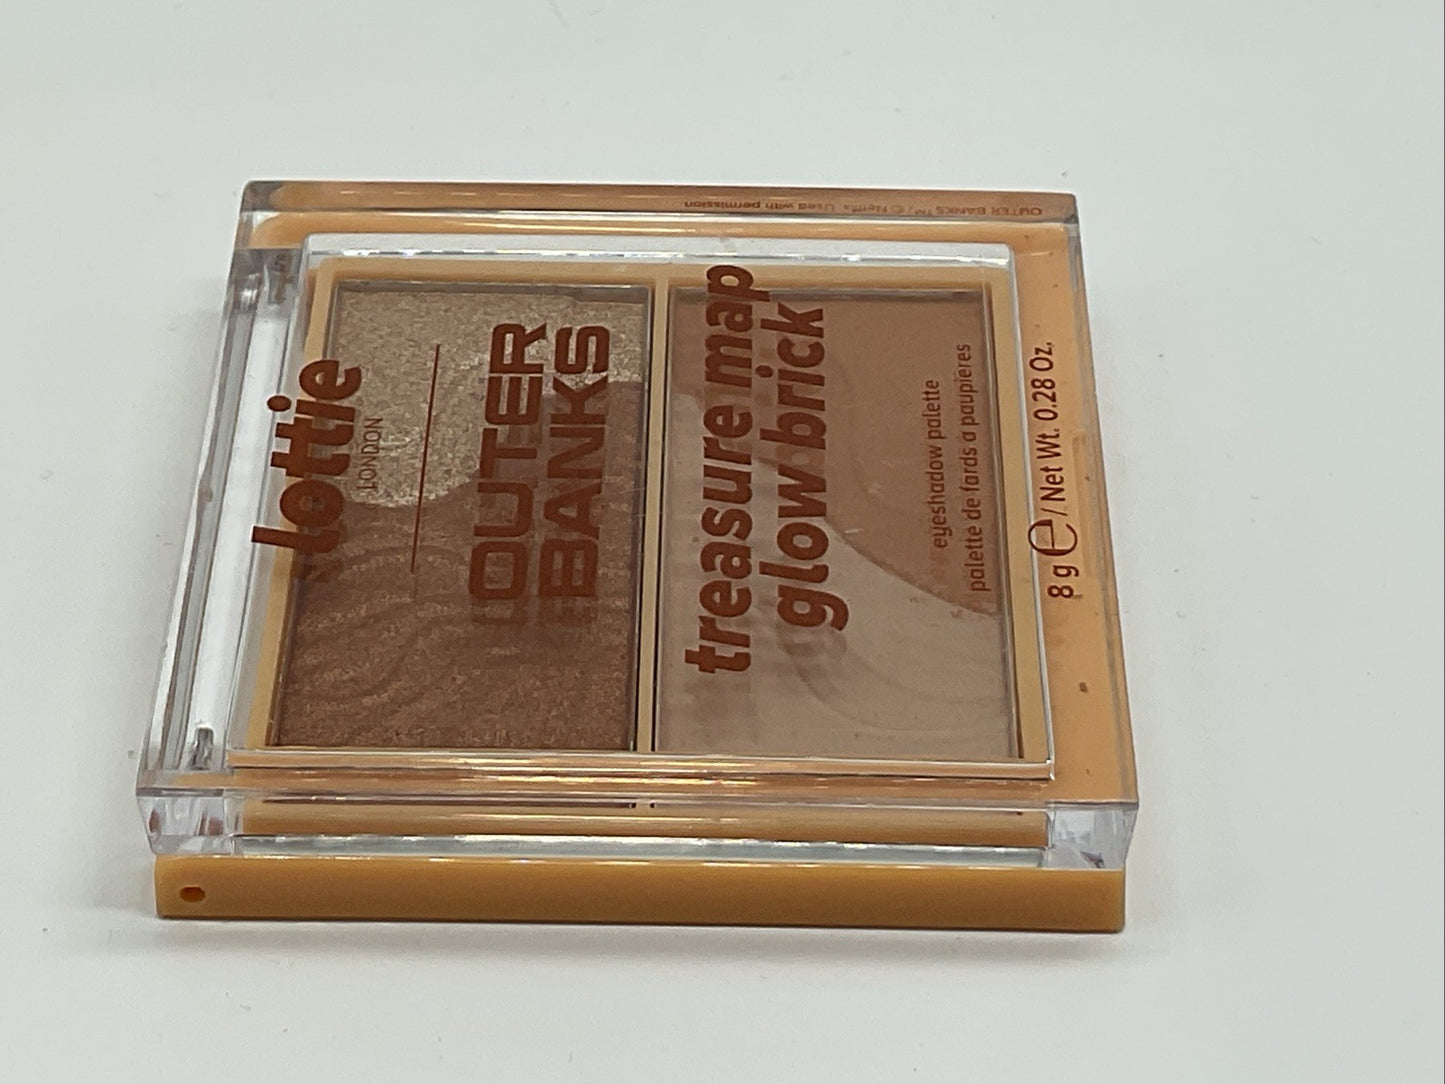 lottie
LONDON
OUTER
BANKS
treasure map
glow brick
eyeshadow palette
palette de fards a paupieres
8 g e / Net Wt. 0.28 Oz.
OUTER BANKS™/© Netflix. Used with permission